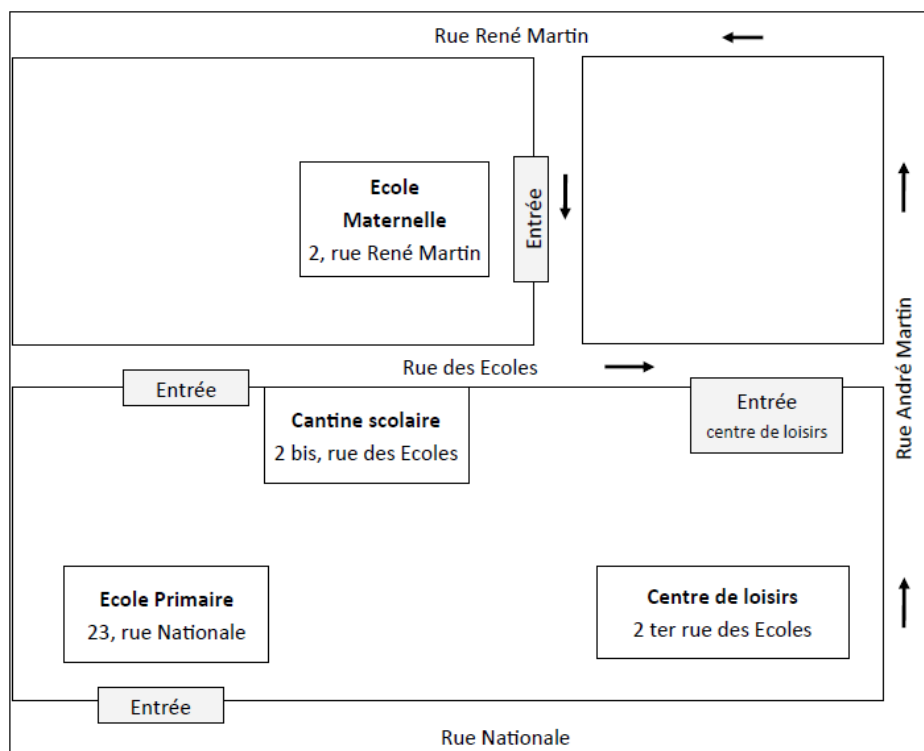 Rue René Martin
Ecole
Maternelle
2, rue René Martin
Entrée
Rue André Martin
Rue des Ecoles
Entrée
Cantine scolaire
2 bis, rue des Ecoles
Entrée
centre de loisirs
Ecole Primaire
23, rue Nationale
Centre de loisirs
2 ter rue des Ecoles
Entrée
Rue Nationale